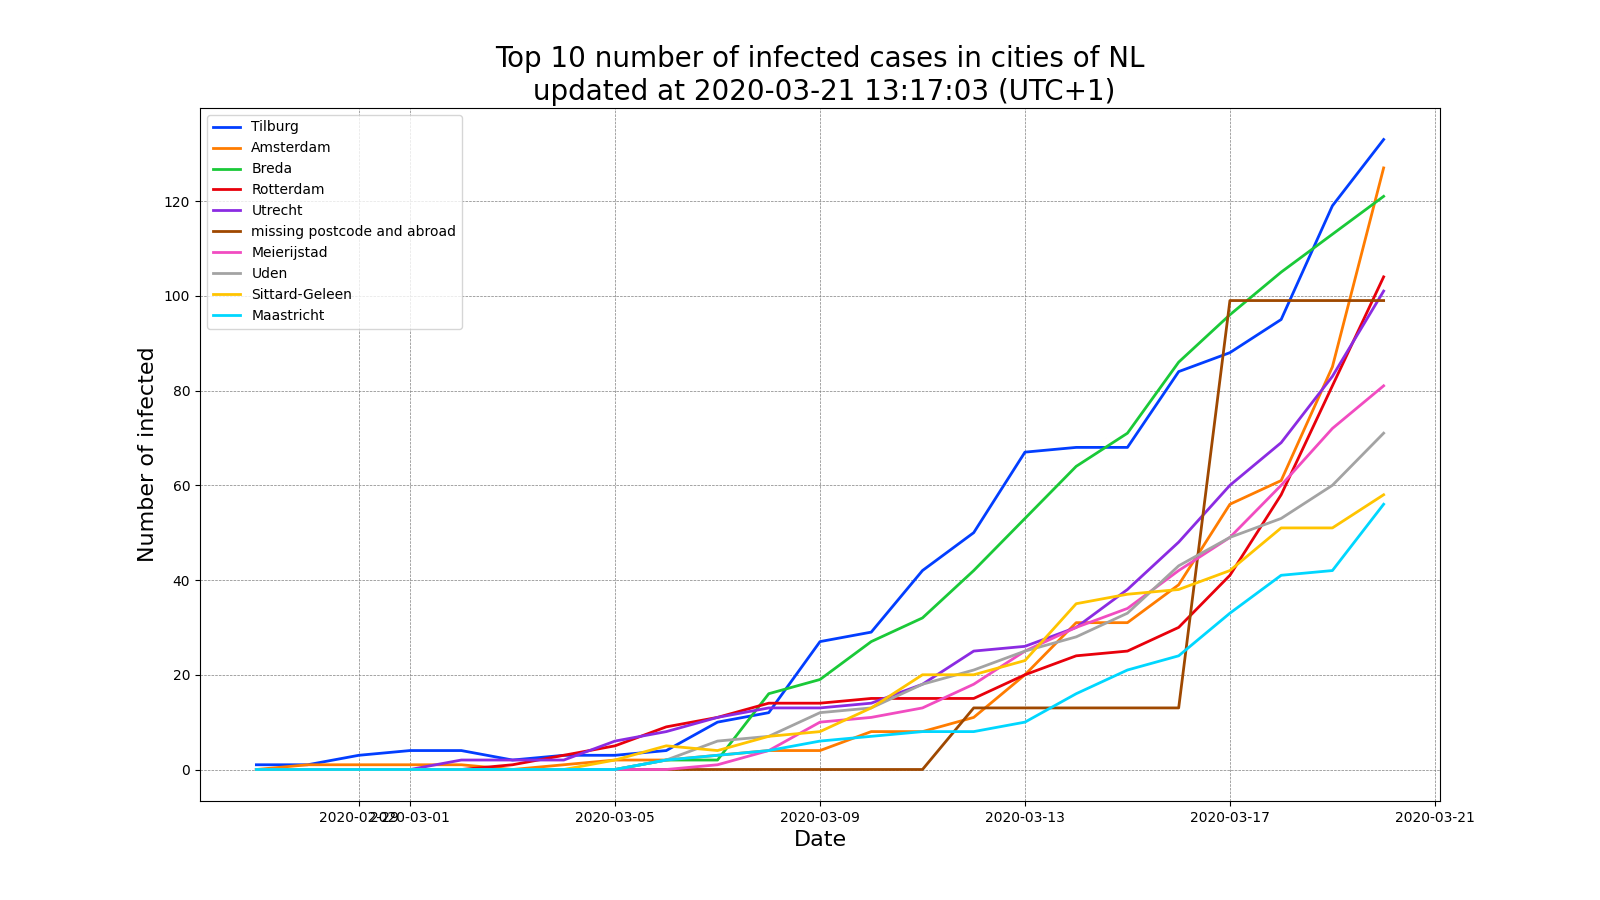 Top 10 number of infected cases in cities of NL
updated at 2020-03-21 13:17:03 (UTC+1)
Tilburg
Amsterdam
Breda
Rotterdam
Utrecht
missing postcode and abroad
Meierijstad
Uden
Sittard-Geleen
Maastricht
Number of infected
120
100
80
60
40
20
0
2020-02-29 2020-03-01 2020-03-05 2020-03-09 2020-03-13 2020-03-17 2020-03-21
Date